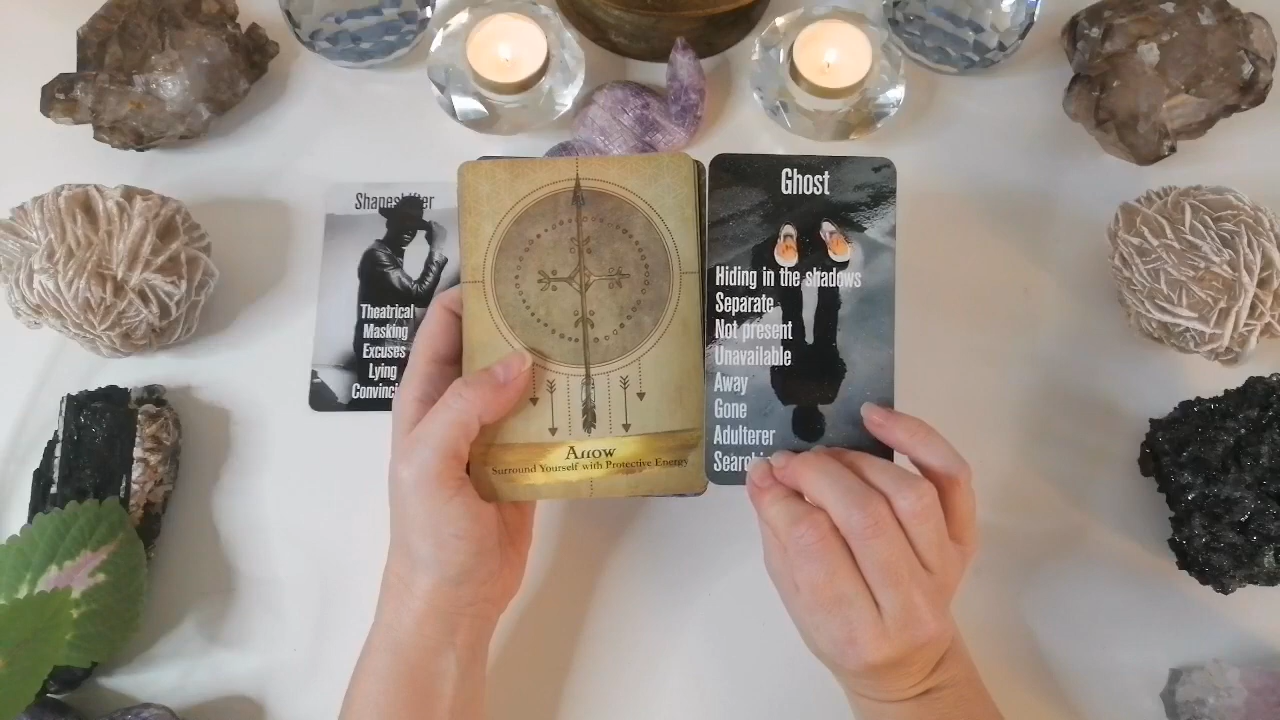 Shapeshifter
Theatrical
Masking
Excuses
Lying
Arrow
Surround Yourself with Protective Energy
Ghost
Hiding in the shadows
Separate
Not present
Unavailable
Away
Gone
Adulterer